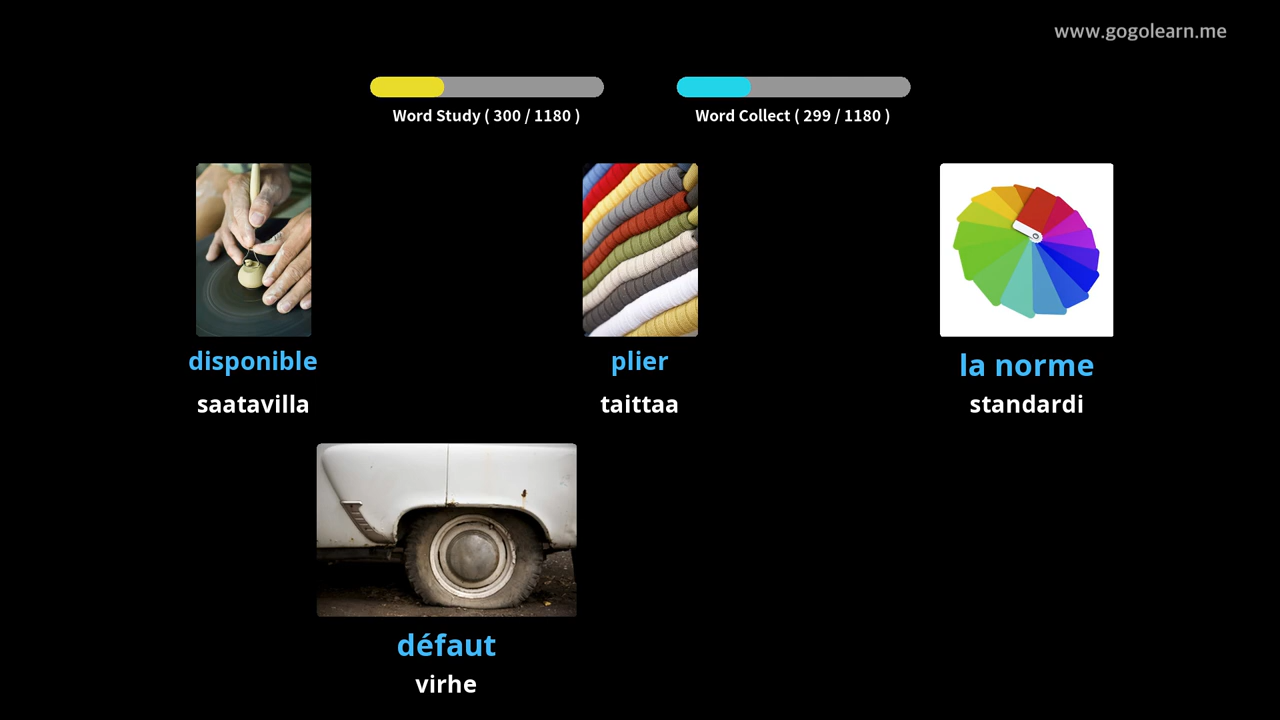 www.gogolearn.me
Word Study ( 300 / 1180 )
Word Collect ( 299 / 1180 )
disponible
saatavilla
plier
taittaa
la norme
standardi
défaut
virhe